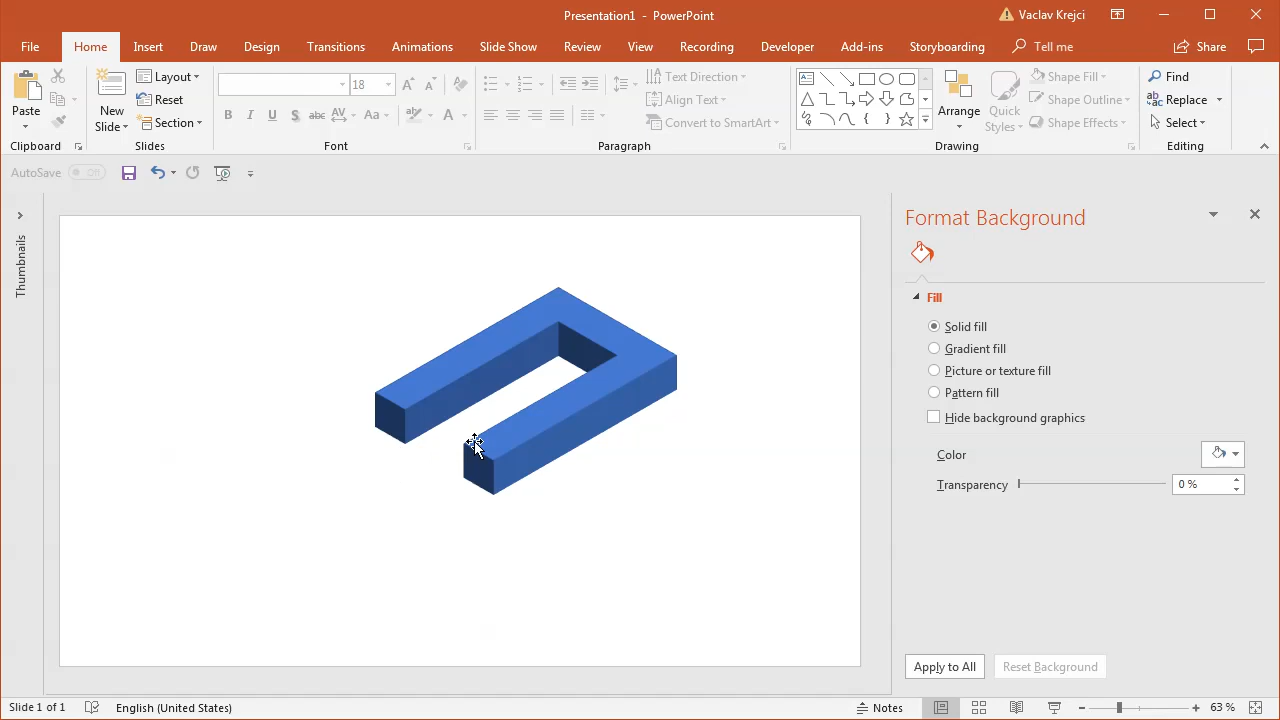 Presentation1 - PowerPoint
Vaclav Krejci
File Home Insert Draw Design Transitions Animations Slide Show Review View Recording Developer Add-ins Storyboarding Tell me Share
Paste
New Slide
Layout
Reset
Section
18
B I U S abc AV Aa A
Text Direction
Align Text
Convert to SmartArt
Arrange
Quick Styles
Shape Fill
Shape Outline
Shape Effects
Find
Replace
Select
Clipboard Slides Font Paragraph Drawing Editing
AutoSave Off
Thumbnails
Format Background
Fill
Solid fill
Gradient fill
Picture or texture fill
Pattern fill
Hide background graphics
Color
Transparency 0 %
Apply to All Reset Background
Slide 1 of 1 English (United States) Notes 63 %